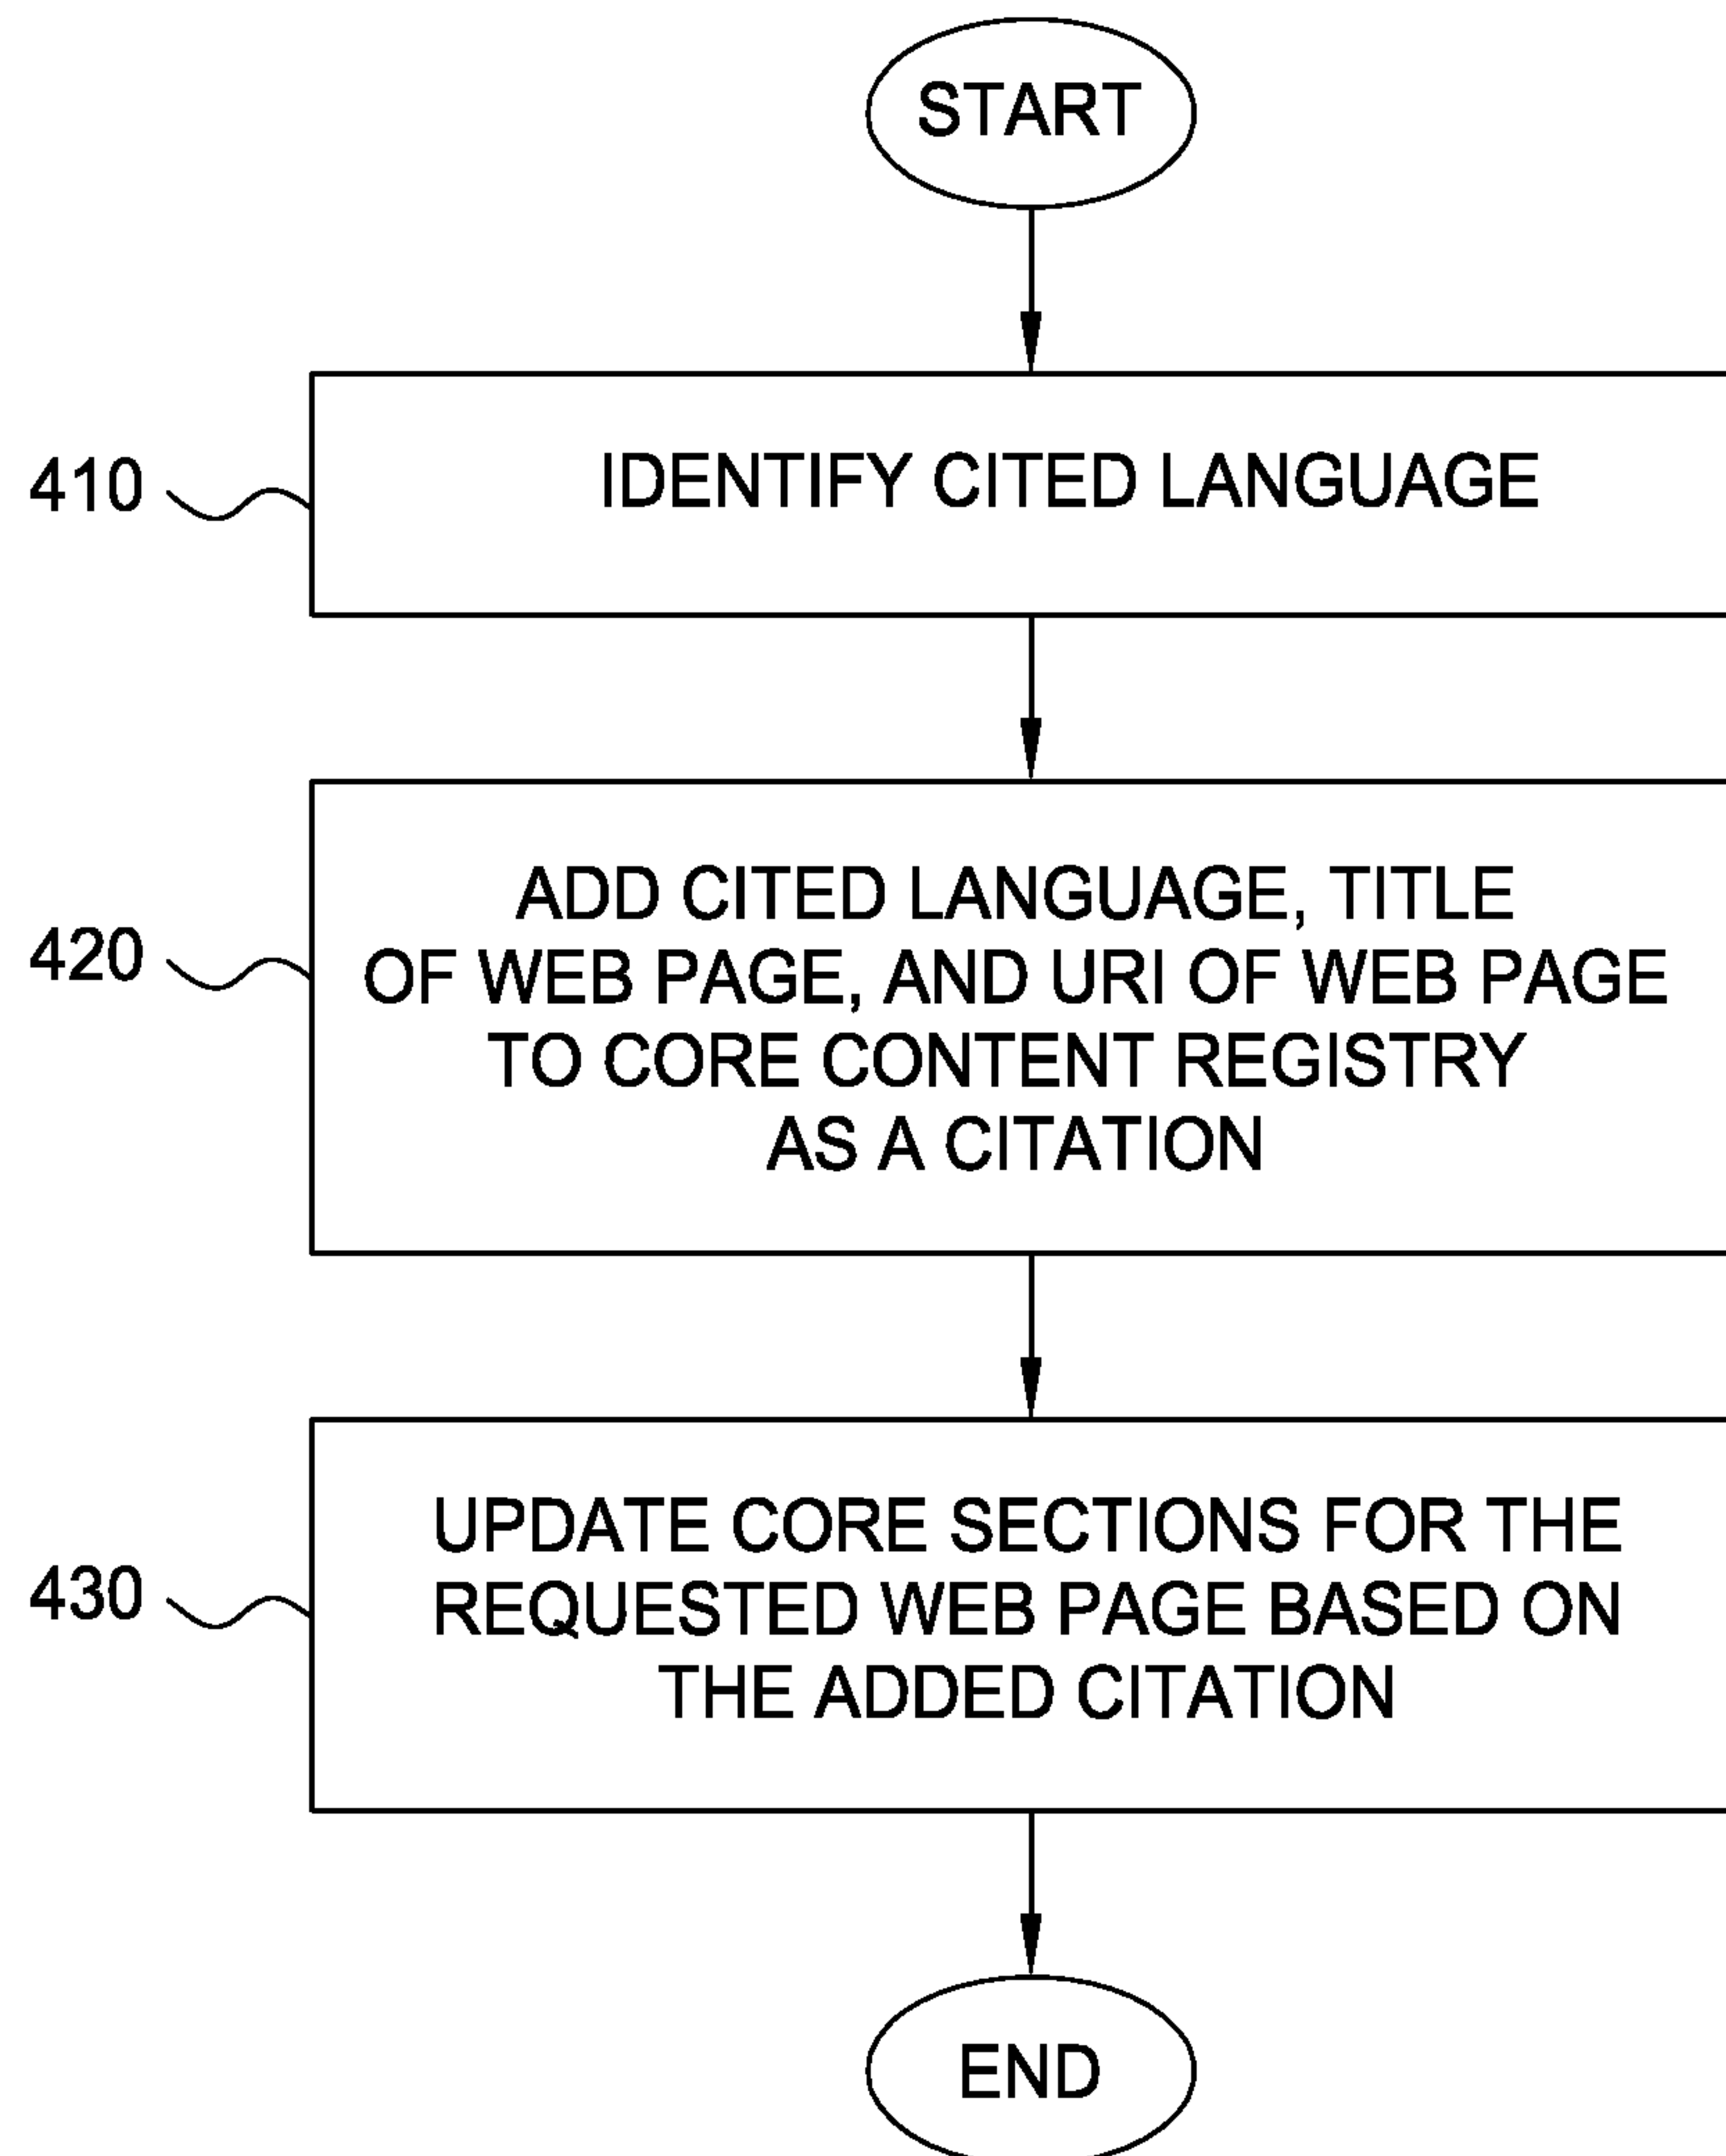 START
410
IDENTIFY CITED LANGUAGE
420
ADD CITED LANGUAGE, TITLE
OF WEB PAGE, AND URI OF WEB PAGE
TO CORE CONTENT REGISTRY
AS A CITATION
430
UPDATE CORE SECTIONS FOR THE
REQUESTED WEB PAGE BASED ON
THE ADDED CITATION
END